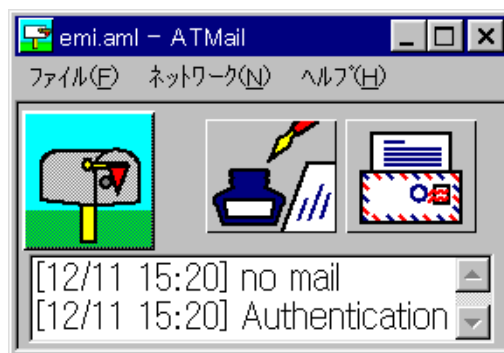 emi.aml - ATMail
ファイル(F) ネットワーク(N) ヘルプ(H)
[12/11 15:20] no mail
[12/11 15:20] Authentication